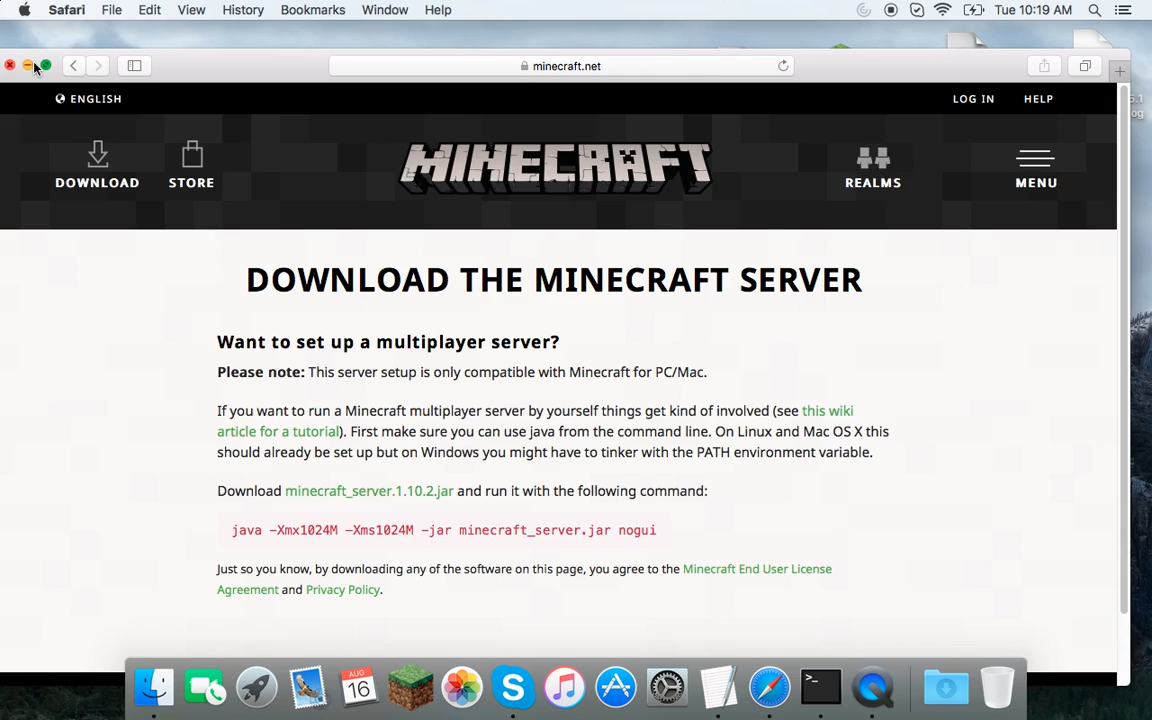 Safari File Edit View History Bookmarks Window Help Tue 10:19 AM
minecraft.net
ENGLISH LOG IN HELP
MINECRAFT
DOWNLOAD STORE REALMS MENU
DOWNLOAD THE MINECRAFT SERVER
Want to set up a multiplayer server?
Please note: This server setup is only compatible with Minecraft for PC/Mac.
If you want to run a Minecraft multiplayer server by yourself things get kind of involved (see this wiki
article for a tutorial). First make sure you can use java from the command line. On Linux and Mac OS X this
should already be set up but on Windows you might have to tinker with the PATH environment variable.
Download minecraft_server.1.10.2.jar and run it with the following command:
java -Xmx1024M -Xms1024M -jar minecraft_server.jar nogui
Just so you know, by downloading any of the software on this page, you agree to the Minecraft End User License
Agreement and Privacy Policy.
AUG
16